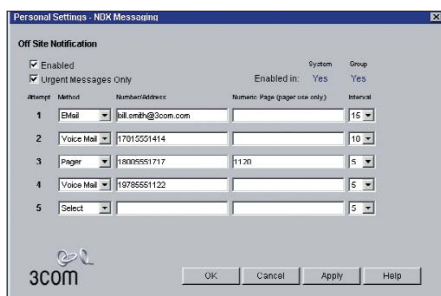 Personal Settings - NDX Messaging
Off Site Notification
Enabled
Urgent Messages Only
System Group
Enabled in: Yes Yes
Attempt Method Number/Address Numeric Page (pager use only) Interval
1 EMail bill.smith@3com.com 15
2 Voice Mail 17815551414 10
3 Pager 18005551717 1120 5
4 Voice Mail 19785551122 5
5 Select 5
3COM
OK Cancel Apply Help